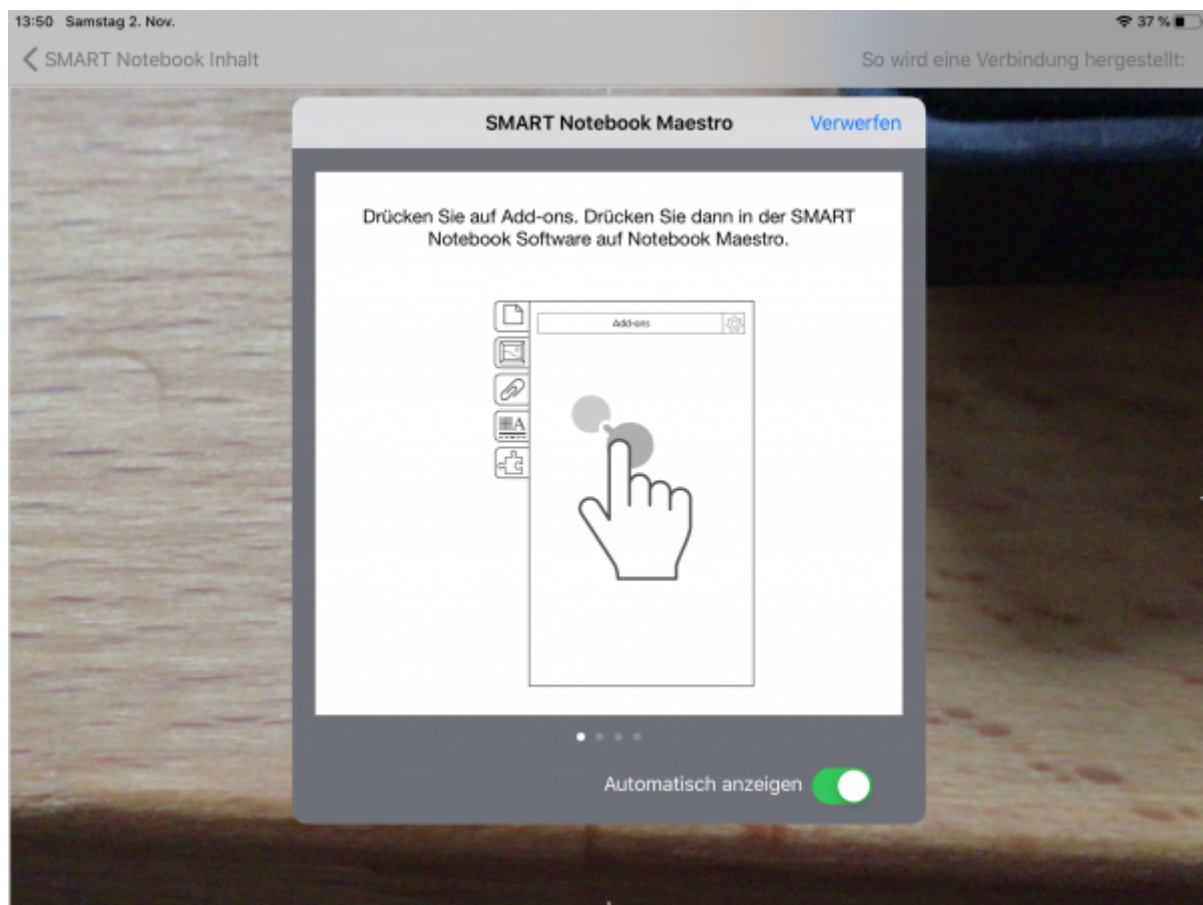 13:50 Samstag 2. Nov.
37 %
SMART Notebook Inhalt
So wird eine Verbindung hergestellt:
SMART Notebook Maestro
Verwerfen
Drücken Sie auf Add-ons. Drücken Sie dann in der SMART
Notebook Software auf Notebook Maestro.
Add-ons
A
Automatisch anzeigen